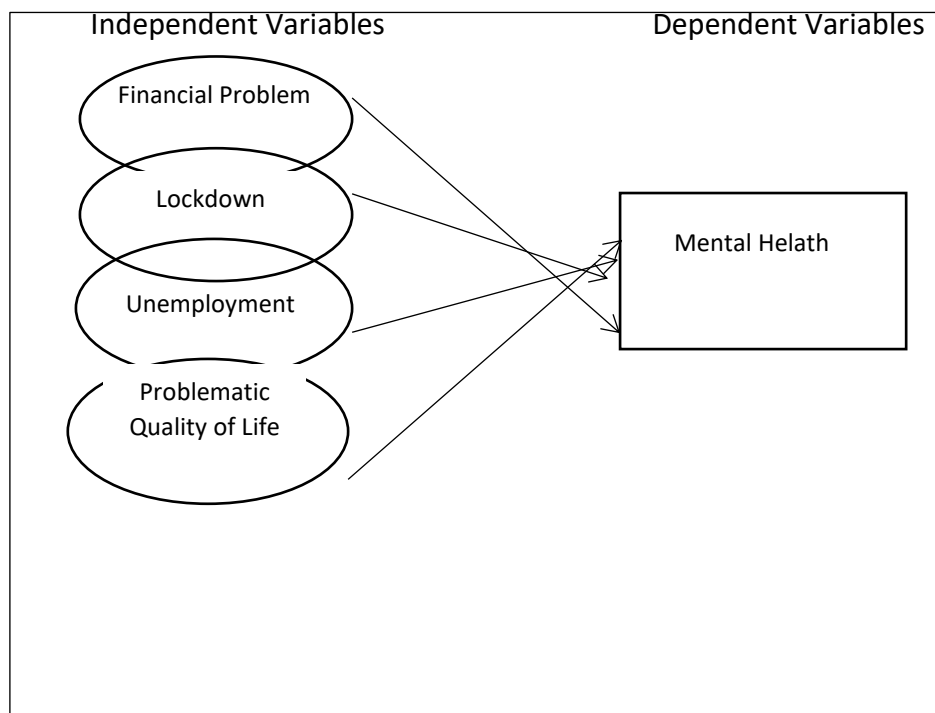 Independent Variables
Dependent Variables
Financial Problem
Lockdown
Unemployment
Problematic
Quality of Life
Mental Helath